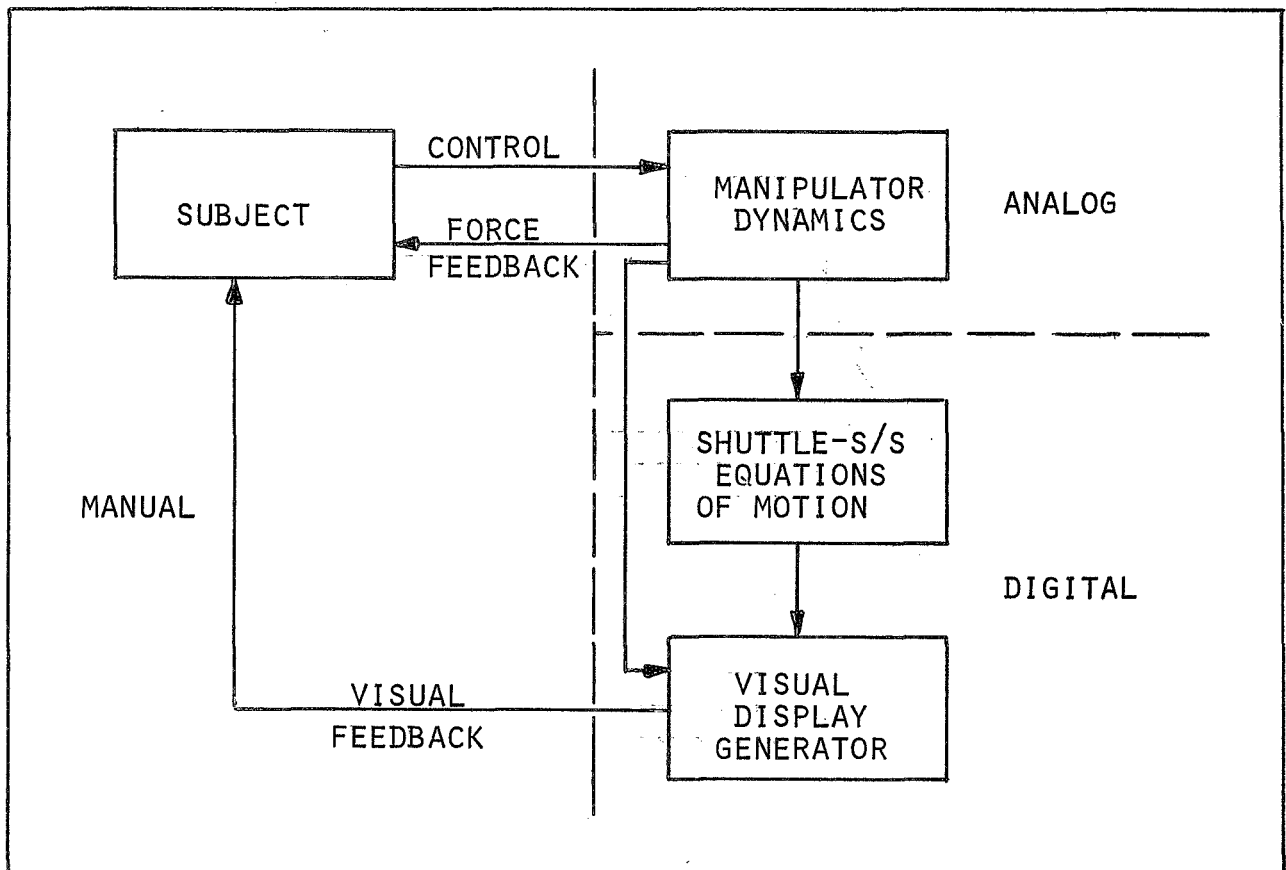 CONTROL
SUBJECT
FORCE
FEEDBACK
MANIPULATOR
DYNAMICS
ANALOG
SHUTTLE-S/S
EQUATIONS
OF MOTION
MANUAL
DIGITAL
VISUAL
FEEDBACK
VISUAL
DISPLAY
GENERATOR